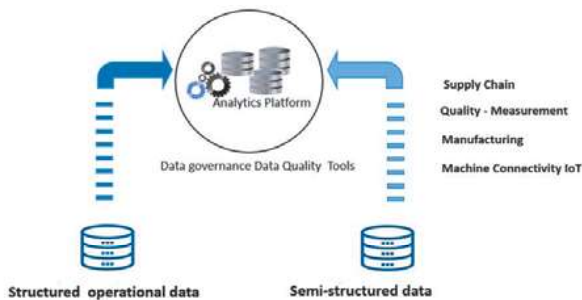 Analytics Platform
Data governance Data Quality Tools
Supply Chain
Quality - Measurement
Manufacturing
Machine Connectivity IoT
Structured operational data
Semi-structured data